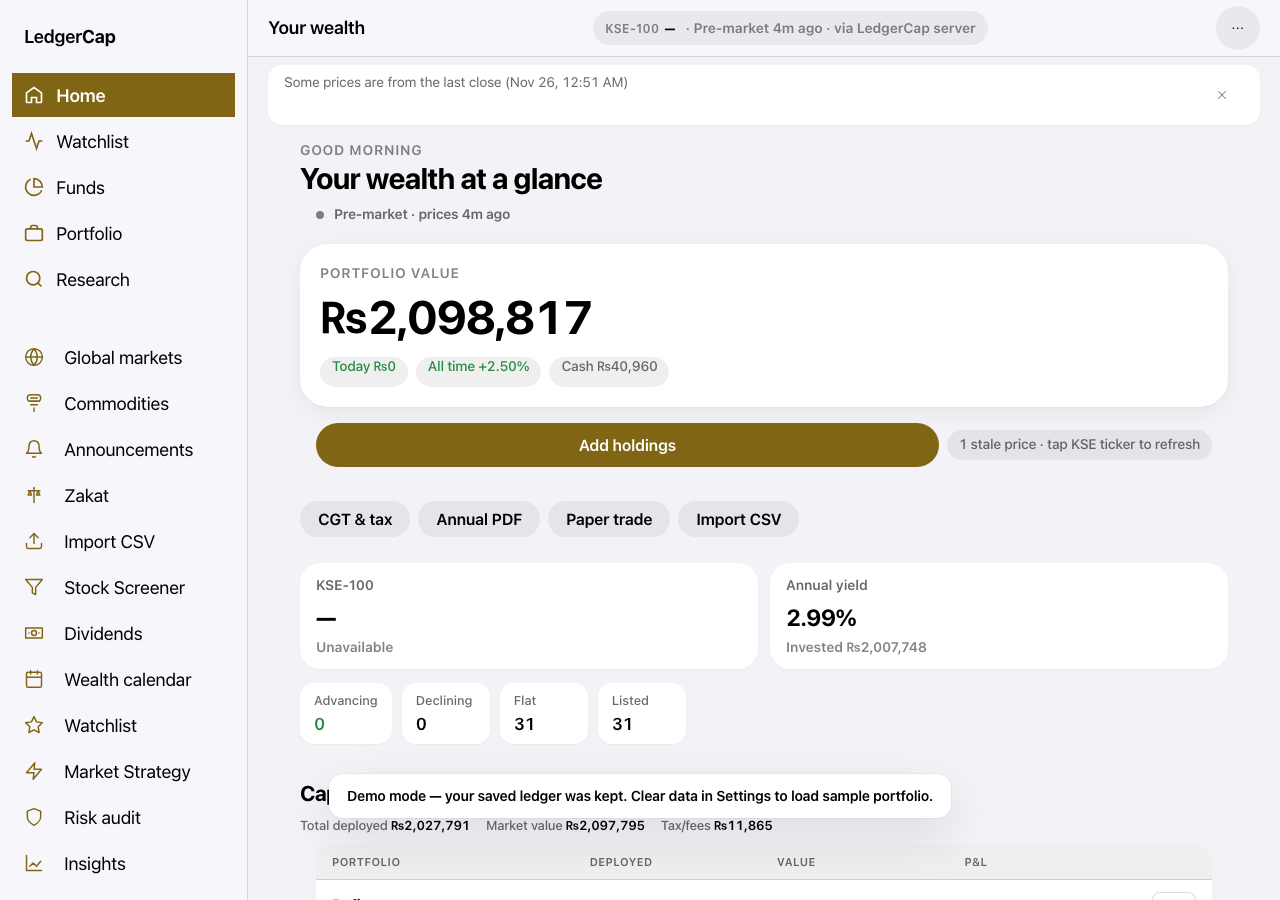 LedgerCap
Home
Watchlist
Funds
Portfolio
Research
Global markets
Commodities
Announcements
Zakat
Import CSV
Stock Screener
Dividends
Wealth calendar
Watchlist
Market Strategy
Risk audit
Insights
Your wealth
KSE-100 — · Pre-market 4m ago · via LedgerCap server
...
Some prices are from the last close (Nov 26, 12:51 AM)
×
GOOD MORNING
Your wealth at a glance
Pre-market · prices 4m ago
PORTFOLIO VALUE
₨2,098,817
Today ₨0
All time +2.50%
Cash ₨40,960
Add holdings
1 stale price · tap KSE ticker to refresh
CGT & tax
Annual PDF
Paper trade
Import CSV
KSE-100
—
Unavailable
Annual yield
2.99%
Invested ₨2,007,748
Advancing
0
Declining
0
Flat
31
Listed
31
Demo mode — your saved ledger was kept. Clear data in Settings to load sample portfolio.
Total deployed ₨2,027,791 Market value ₨2,097,795 Tax/fees ₨11,865
PORTFOLIO DEPLOYED VALUE P&L